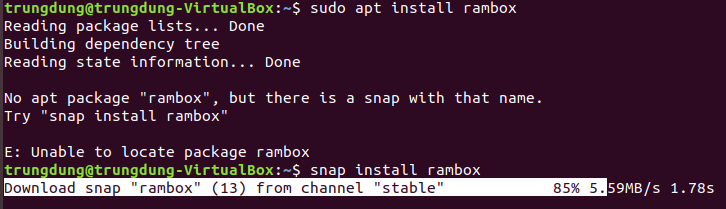 trungdung@trungdung-VirtualBox:~$ sudo apt install rambox
Reading package lists... Done
Building dependency tree
Reading state information... Done
No apt package "rambox", but there is a snap with that name.
Try "snap install rambox"
E: Unable to locate package rambox
trungdung@trungdung-VirtualBox:~$ snap install rambox
Download snap "rambox" (13) from channel "stable" 85% 5.59MB/s 1.78s